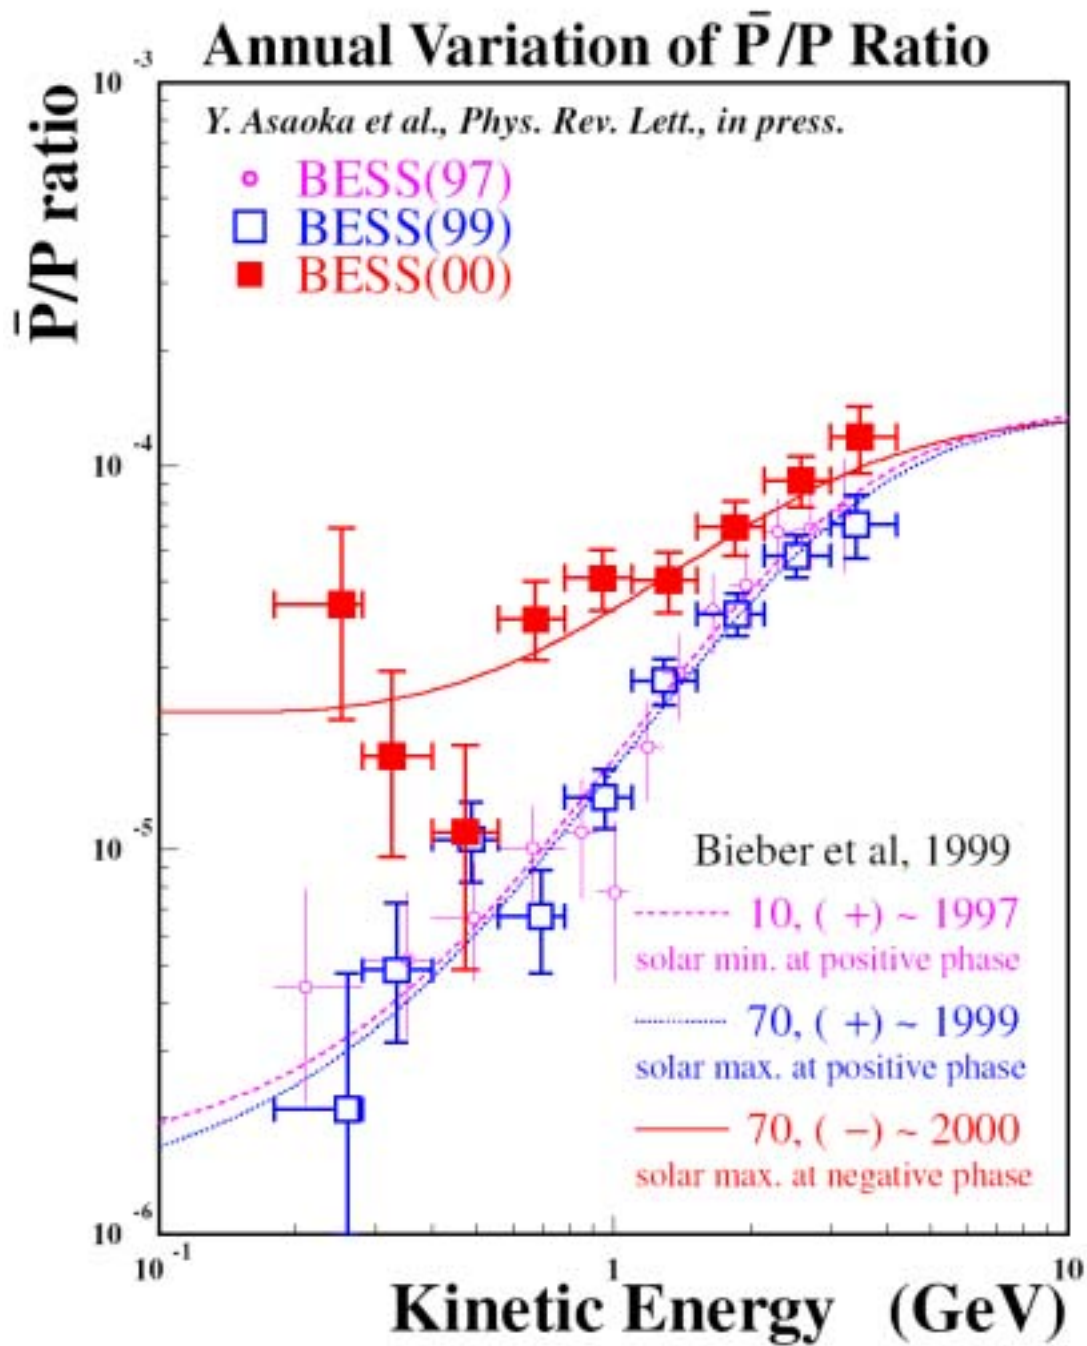 Annual Variation of P̄/P Ratio
P̄/P ratio
10 -3
10 -4
10 -5
10 -6
Y. Asaoka et al., Phys. Rev. Lett., in press.
BESS(97)
BESS(99)
BESS(00)
Bieber et al, 1999
10, ( +) ~ 1997
solar min. at positive phase
70, ( +) ~ 1999
solar max. at positive phase
70, ( −) ~ 2000
solar max. at negative phase
10 -1
1
10
Kinetic Energy (GeV)